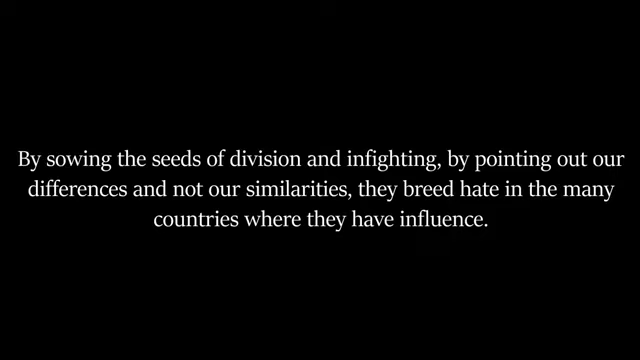 By sowing the seeds of division and infighting, by pointing out our
differences and not our similarities, they breed hate in the many
countries where they have influence.